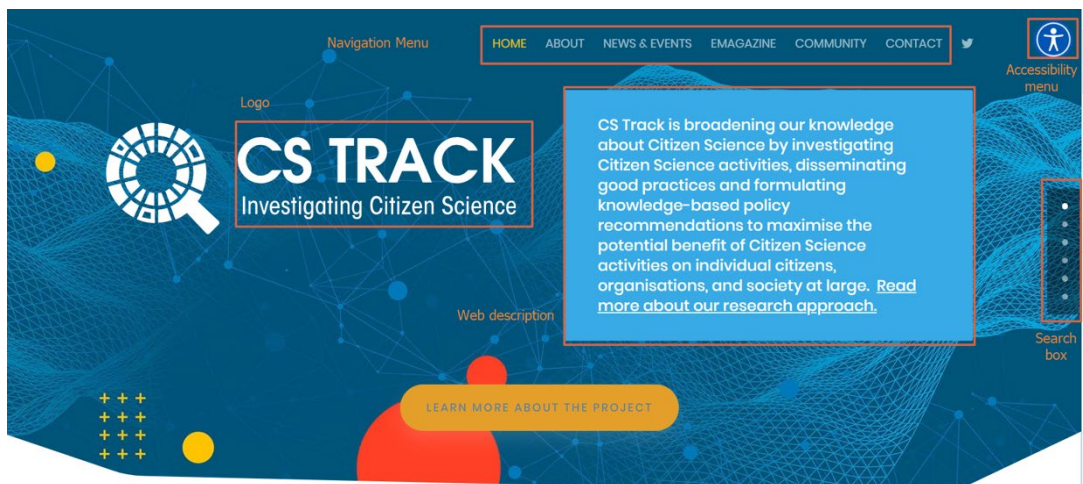 Navigation Menu
HOME ABOUT NEWS & EVENTS EMAGAZINE COMMUNITY CONTACT
Accessibility
menu
Logo
CS TRACK
Investigating Citizen Science
CS Track is broadening our knowledge
about Citizen Science by investigating
Citizen Science activities, disseminating
good practices and formulating
knowledge-based policy
recommendations to maximise the
potential benefit of Citizen Science
activities on individual citizens,
organisations, and society at large. Read
more about our research approach.
Web description
Search
box
LEARN MORE ABOUT THE PROJECT